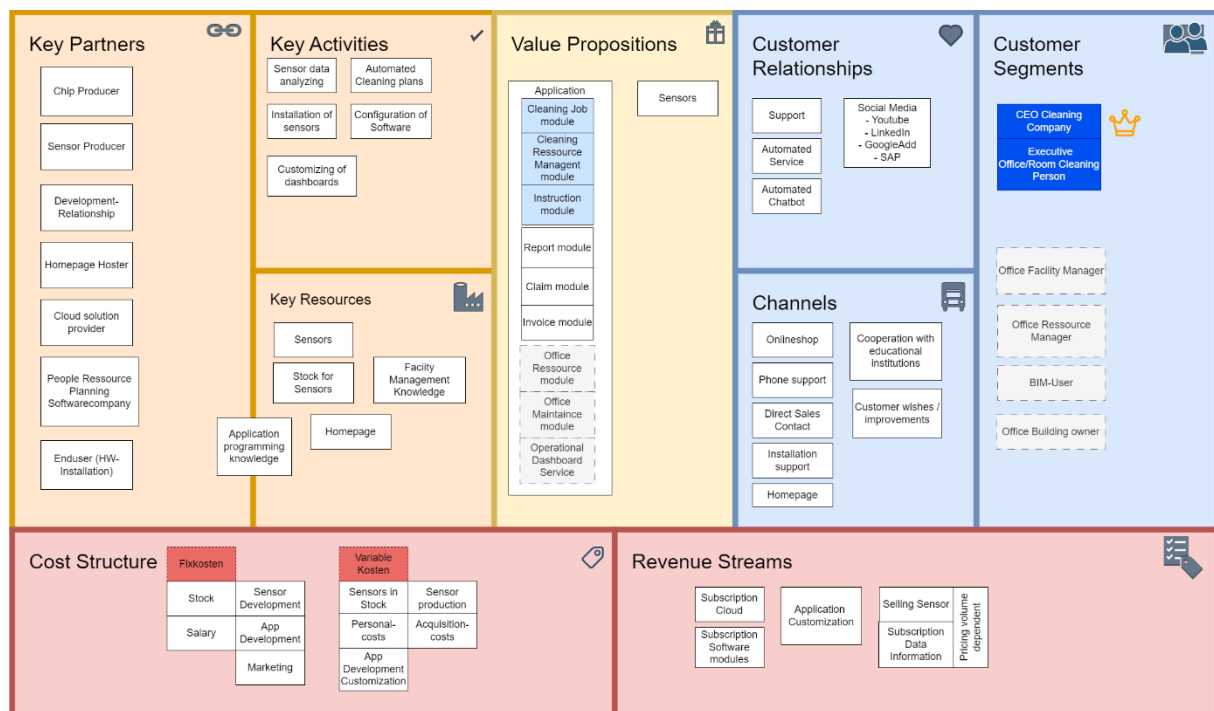 Key Partners
Chip Producer
Sensor Producer
Development-
Relationship
Homepage Hoster
Cloud solution
provider
People Ressource
Planning
Softwarecompany
Enduser (HW-
Installation)
Key Activities
Sensor data
analyzing
Automated
Cleaning plans
Installation of
sensors
Configuration of
Software
Customizing of
dashboards
Key Resources
Sensors
Stock for
Sensors
Facity
Management
Knowledge
Application
programming
knowledge
Homepage
Value Propositions
Application
Cleaning Job
module
Cleaning
Ressource
Managent
module
Instruction
module
Report module
Claim module
Invoice module
Office
Ressource
module
Office
Maintaince
module
Operational
Dashboard
Service
Sensors
Customer
Relationships
Support
Automated
Service
Automated
Chatbot
Social Media
- Youtube
- LinkedIn
- GoogleAdd
- SAP
Channels
Onlineshop
Phone support
Direct Sales
Contact
Installation
support
Homepage
Cooperation with
educational
institutions
Customer wishes /
improvements
Customer
Segments
CEO Cleaning
Company
Executive
Office/Room Cleaning
Person
Office Facility Manager
Office Ressource
Manager
BIM-User
Office Building owner
Cost Structure
Fixkosten
Stock
Sensor
Development
Salary
App
Development
Marketing
Variable
Kosten
Sensors in
Stock
Sensor
production
Personal-
costs
Acquisition-
costs
App
Development
Customization
Revenue Streams
Subscription
Cloud
Subscription
Software
modules
Application
Customization
Selling Sensor
Subscription
Data
Information
Pricing volume
dependent